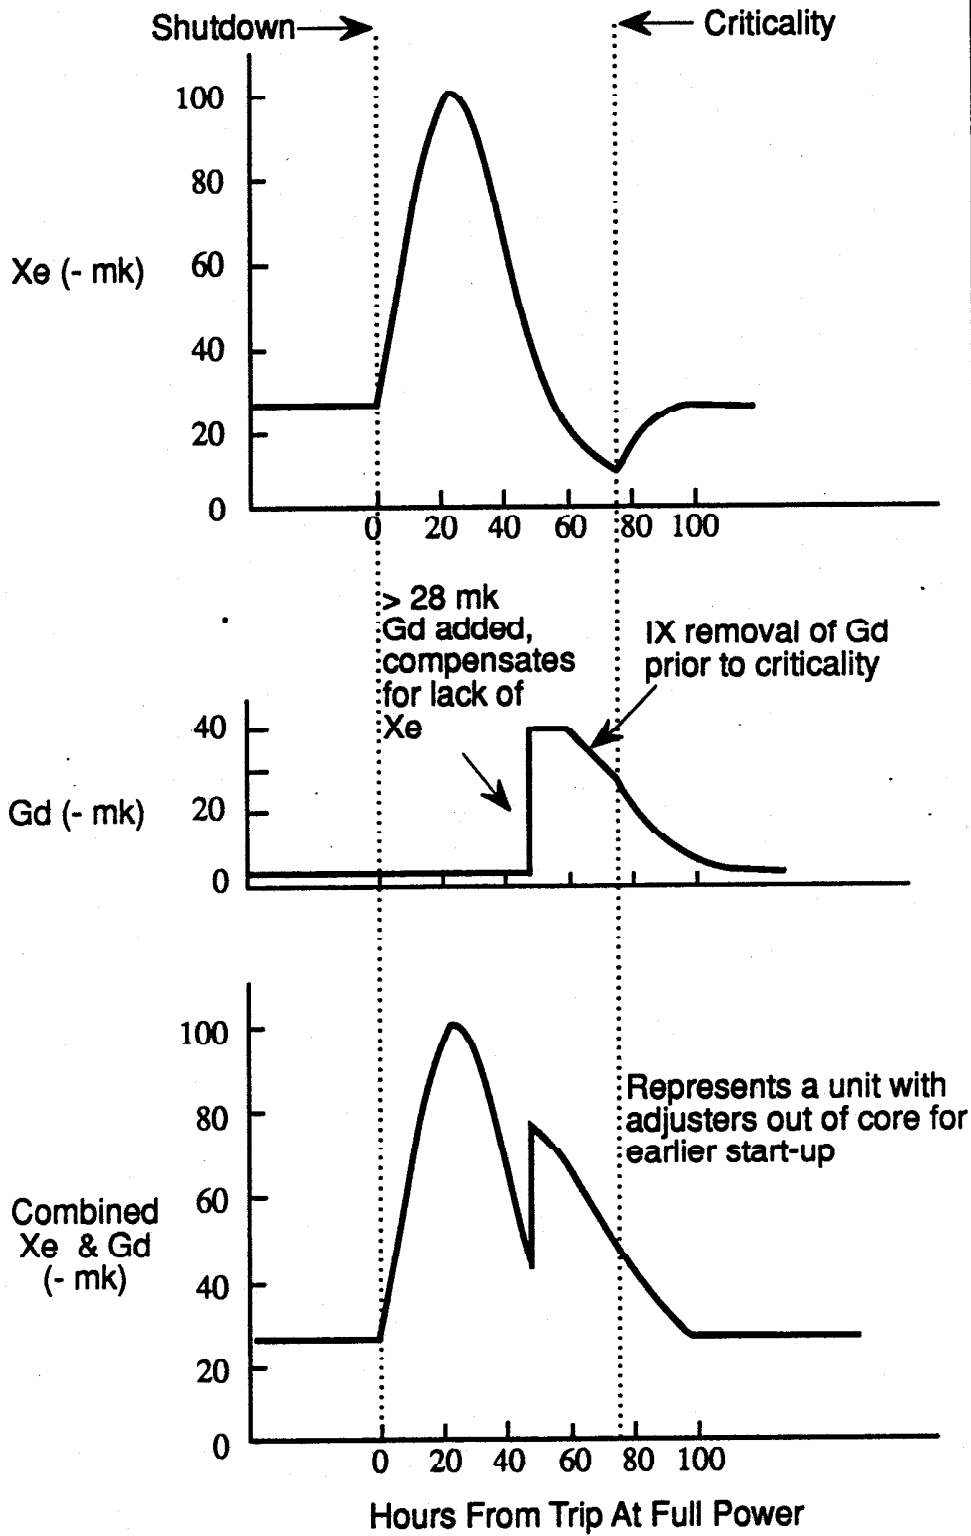 Shutdown
Criticality
100
80
Xe (- mk)
60
40
20
0
0 20 40 60 80 100
> 28 mk
Gd added,
compensates
for lack of
Xe
IX removal of Gd
prior to criticality
40
Gd (- mk)
20
0
100
80
Represents a unit with
adjusters out of core for
earlier start-up
60
Combined
Xe & Gd
(- mk)
40
20
0
0 20 40 60 80 100
Hours From Trip At Full Power